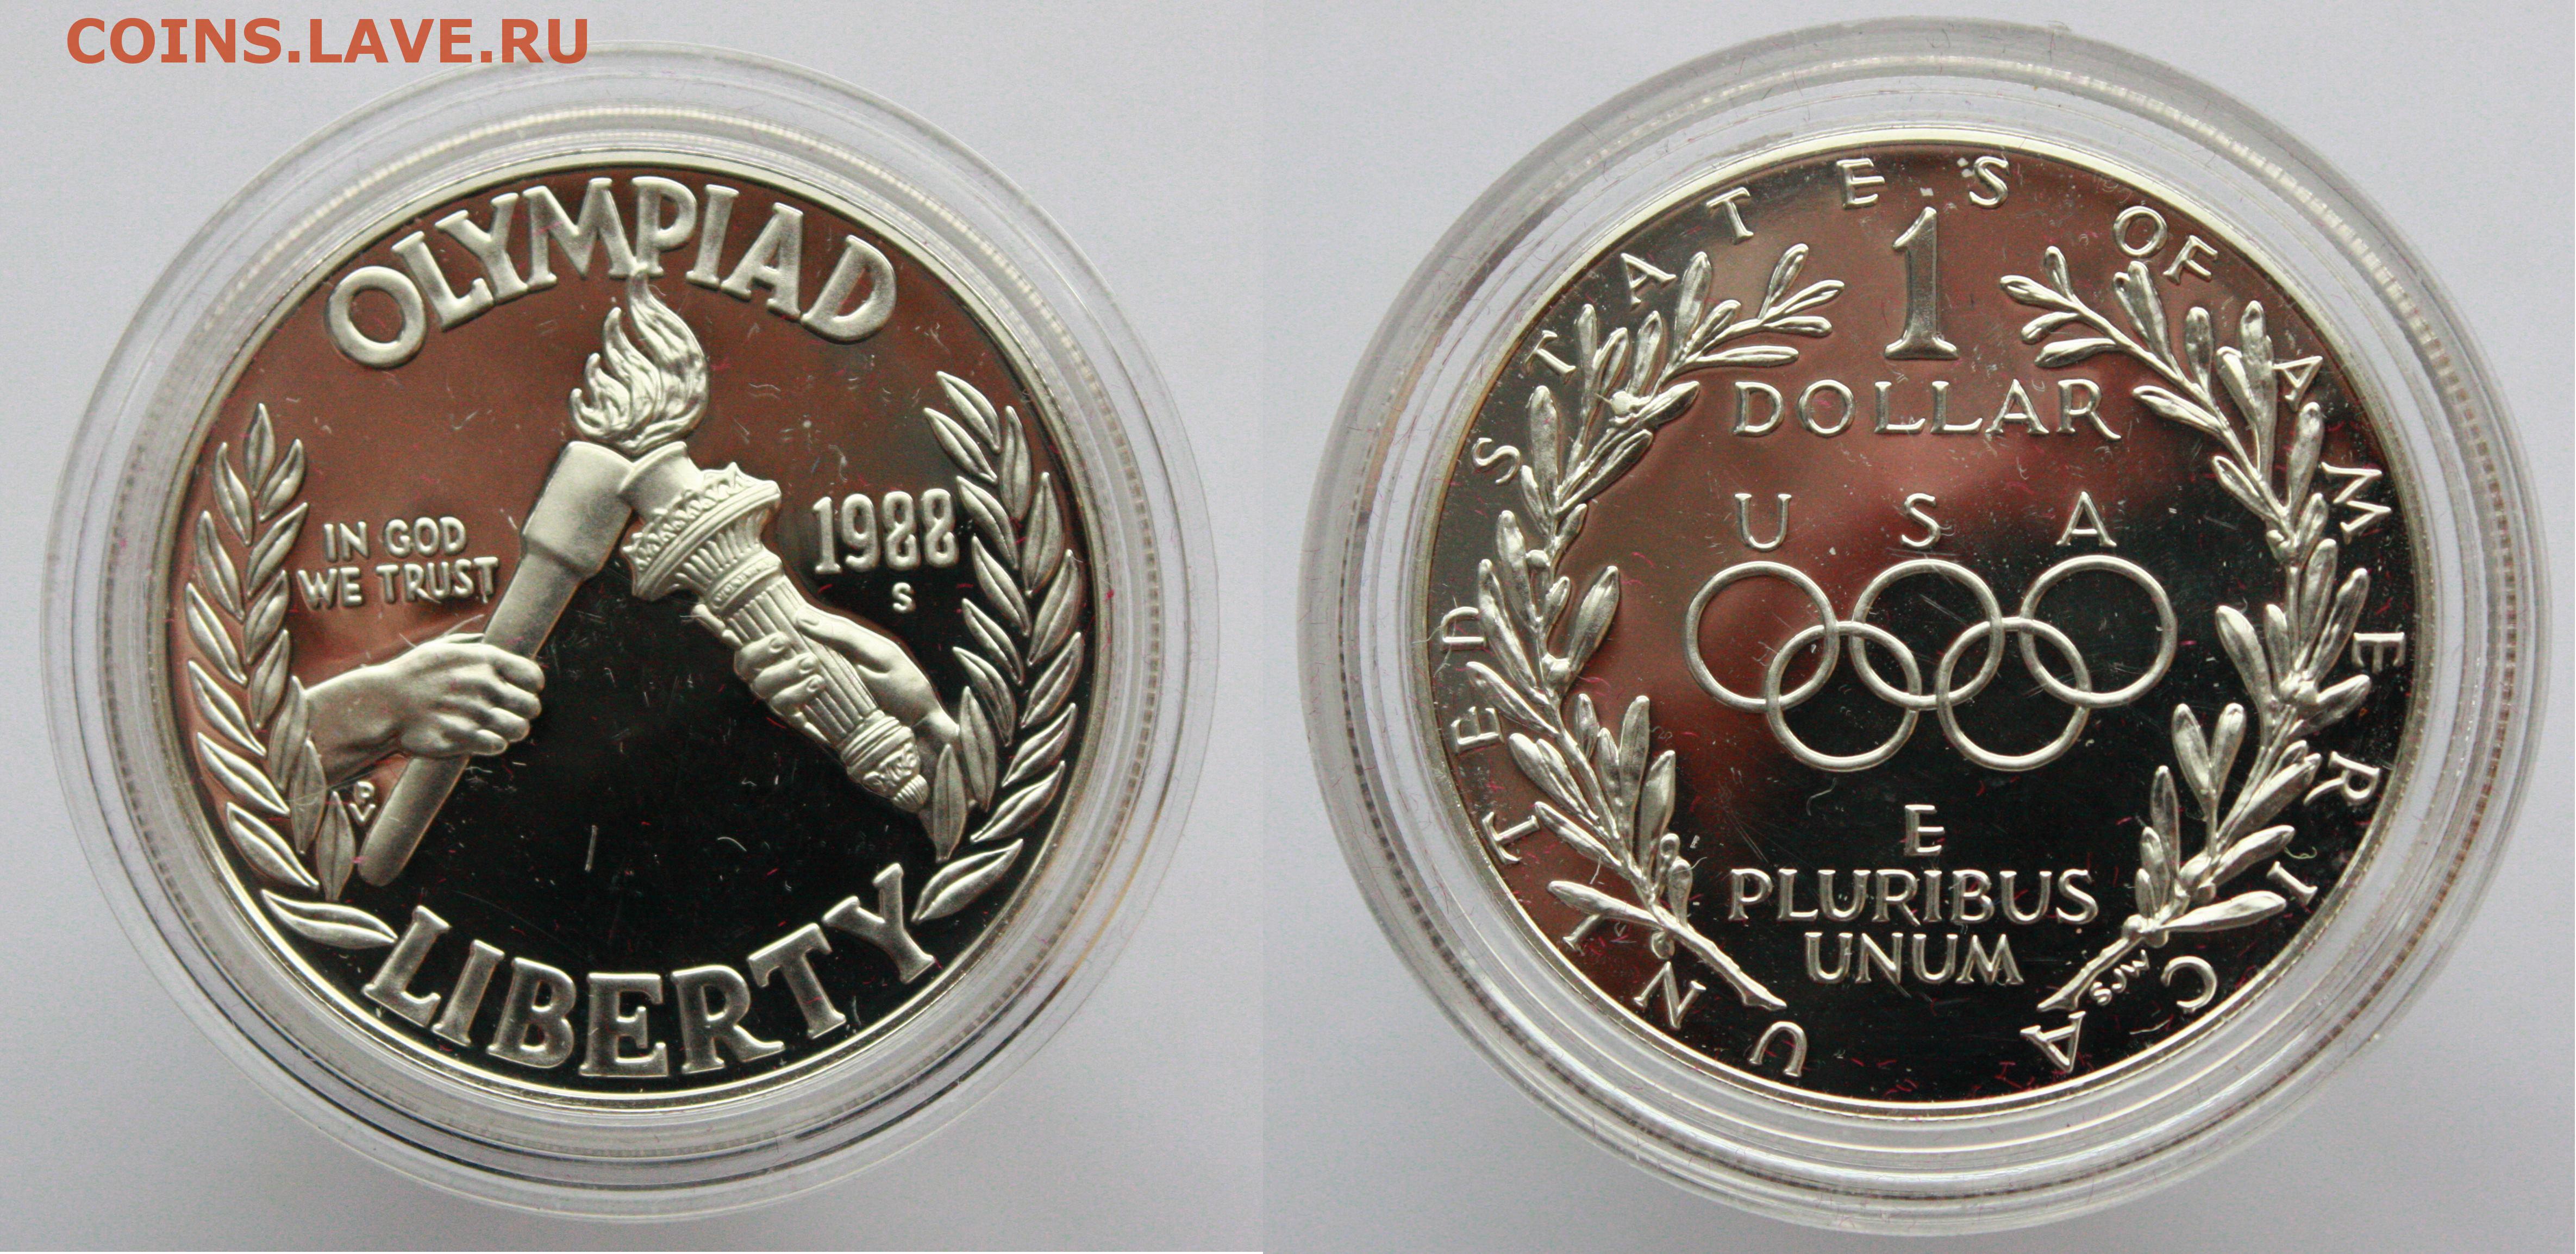 COINS.LAVE.RU
OLYMPIAD
IN GOD
WE TRUST
1988
S
P
V
LIBERTY
UNITED STATES OF AMERICA
1
DOLLAR
USA
E
PLURIBUS
UNUM
SJW